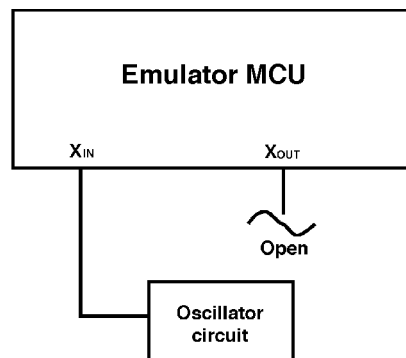 Emulator MCU
XIN
XOUT
Open
Oscillator
circuit